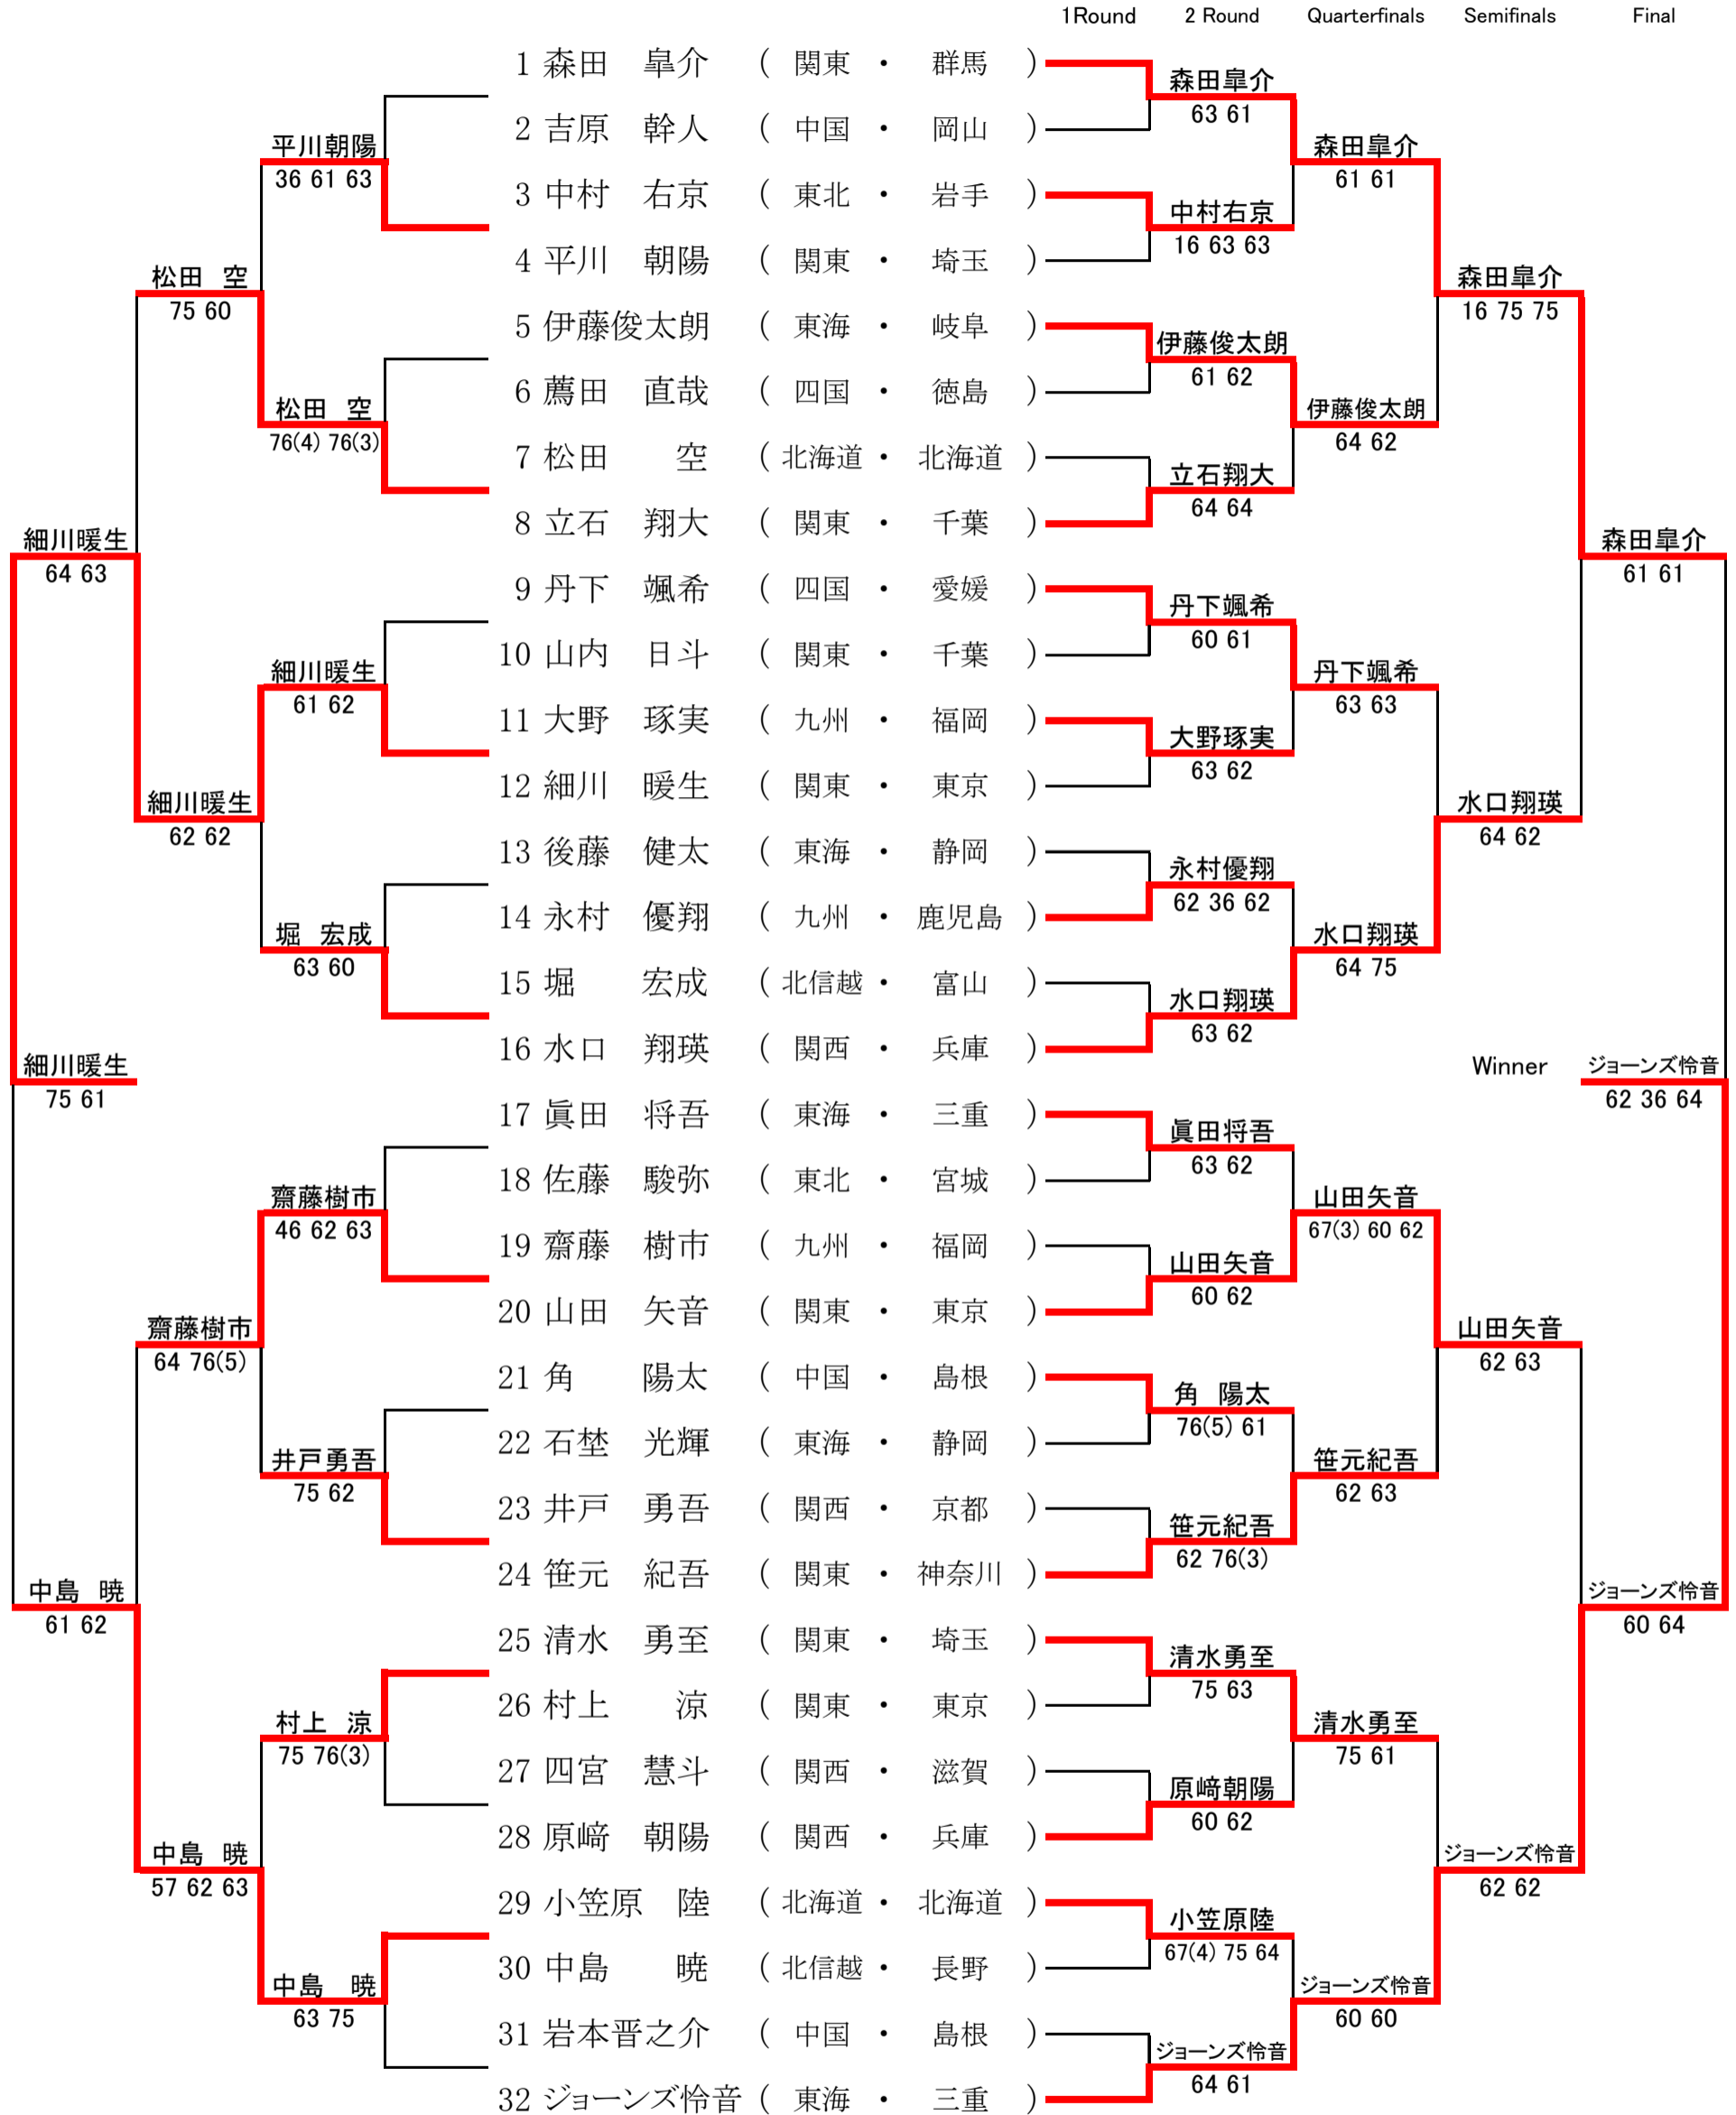 1Round 2 Round Quarterfinals Semifinals Final
1 森田 皐介 ( 関東 ・ 群馬 )
森田皐介
63 61
2 吉原 幹人 ( 中国 ・ 岡山 )
平川朝陽
36 61 63
森田皐介
61 61
3 中村 右京 ( 東北 ・ 岩手 )
中村右京
16 63 63
4 平川 朝陽 ( 関東 ・ 埼玉 )
松田 空
75 60
森田皐介
16 75 75
5 伊藤俊太朗 ( 東海 ・ 岐阜 )
伊藤俊太朗
61 62
6 薦田 直哉 ( 四国 ・ 徳島 )
松田 空
76(4) 76(3)
伊藤俊太朗
64 62
7 松田 空 ( 北海道 ・ 北海道 )
立石翔大
64 64
8 立石 翔大 ( 関東 ・ 千葉 )
細川暖生
64 63
森田皐介
61 61
9 丹下 颯希 ( 四国 ・ 愛媛 )
丹下颯希
60 61
10 山内 日斗 ( 関東 ・ 千葉 )
細川暖生
61 62
丹下颯希
63 63
11 大野 琢実 ( 九州 ・ 福岡 )
大野琢実
63 62
12 細川 暖生 ( 関東 ・ 東京 )
細川暖生
62 62
水口翔瑛
64 62
13 後藤 健太 ( 東海 ・ 静岡 )
永村優翔
62 36 62
14 永村 優翔 ( 九州 ・ 鹿児島 )
堀 宏成
63 60
水口翔瑛
64 75
15 堀 宏成 ( 北信越 ・ 富山 )
水口翔瑛
63 62
16 水口 翔瑛 ( 関西 ・ 兵庫 )
細川暖生
75 61
Winner ジョーンズ怜音
62 36 64
17 眞田 将吾 ( 東海 ・ 三重 )
眞田将吾
63 62
18 佐藤 駿弥 ( 東北 ・ 宮城 )
齋藤樹市
46 62 63
山田矢音
67(3) 60 62
19 齋藤 樹市 ( 九州 ・ 福岡 )
山田矢音
60 62
20 山田 矢音 ( 関東 ・ 東京 )
齋藤樹市
64 76(5)
山田矢音
62 63
21 角 陽太 ( 中国 ・ 島根 )
角 陽太
76(5) 61
22 石埜 光輝 ( 東海 ・ 静岡 )
井戸勇吾
75 62
笹元紀吾
62 63
23 井戸 勇吾 ( 関西 ・ 京都 )
笹元紀吾
62 76(3)
24 笹元 紀吾 ( 関東 ・ 神奈川 )
中島 暁
61 62
ジョーンズ怜音
60 64
25 清水 勇至 ( 関東 ・ 埼玉 )
清水勇至
75 63
26 村上 涼 ( 関東 ・ 東京 )
村上 涼
75 76(3)
清水勇至
75 61
27 四宮 慧斗 ( 関西 ・ 滋賀 )
原﨑朝陽
60 62
28 原﨑 朝陽 ( 関西 ・ 兵庫 )
中島 暁
57 62 63
ジョーンズ怜音
62 62
29 小笠原 陸 ( 北海道 ・ 北海道 )
小笠原陸
67(4) 75 64
30 中島 暁 ( 北信越 ・ 長野 )
中島 暁
63 75
ジョーンズ怜音
60 60
31 岩本晋之介 ( 中国 ・ 島根 )
ジョーンズ怜音
64 61
32 ジョーンズ怜音 ( 東海 ・ 三重 )